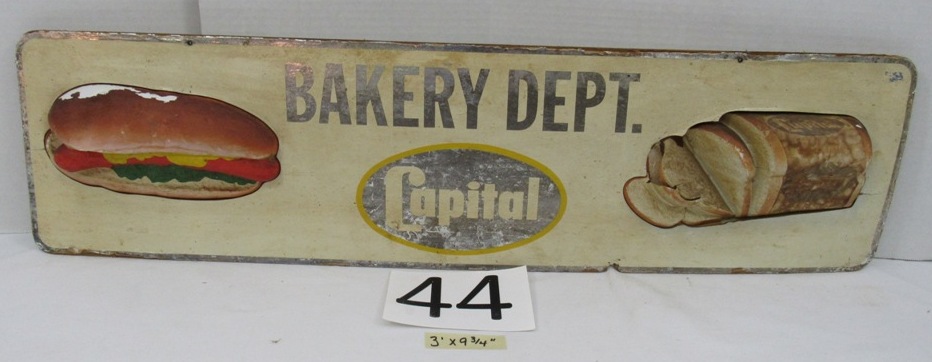 BAKERY DEPT.
Capital
44
3' x 9 3/4"